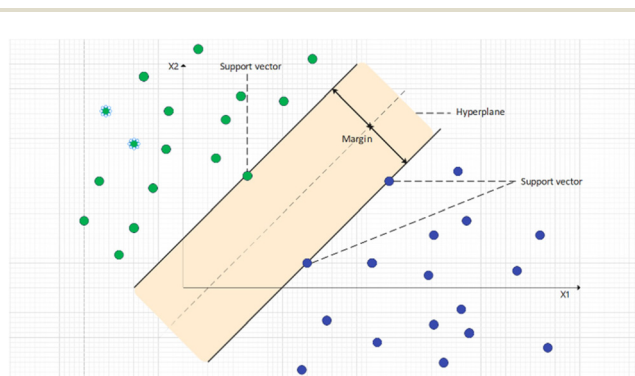 X2
Support vector
Hyperplane
Margin
Support vector
X1